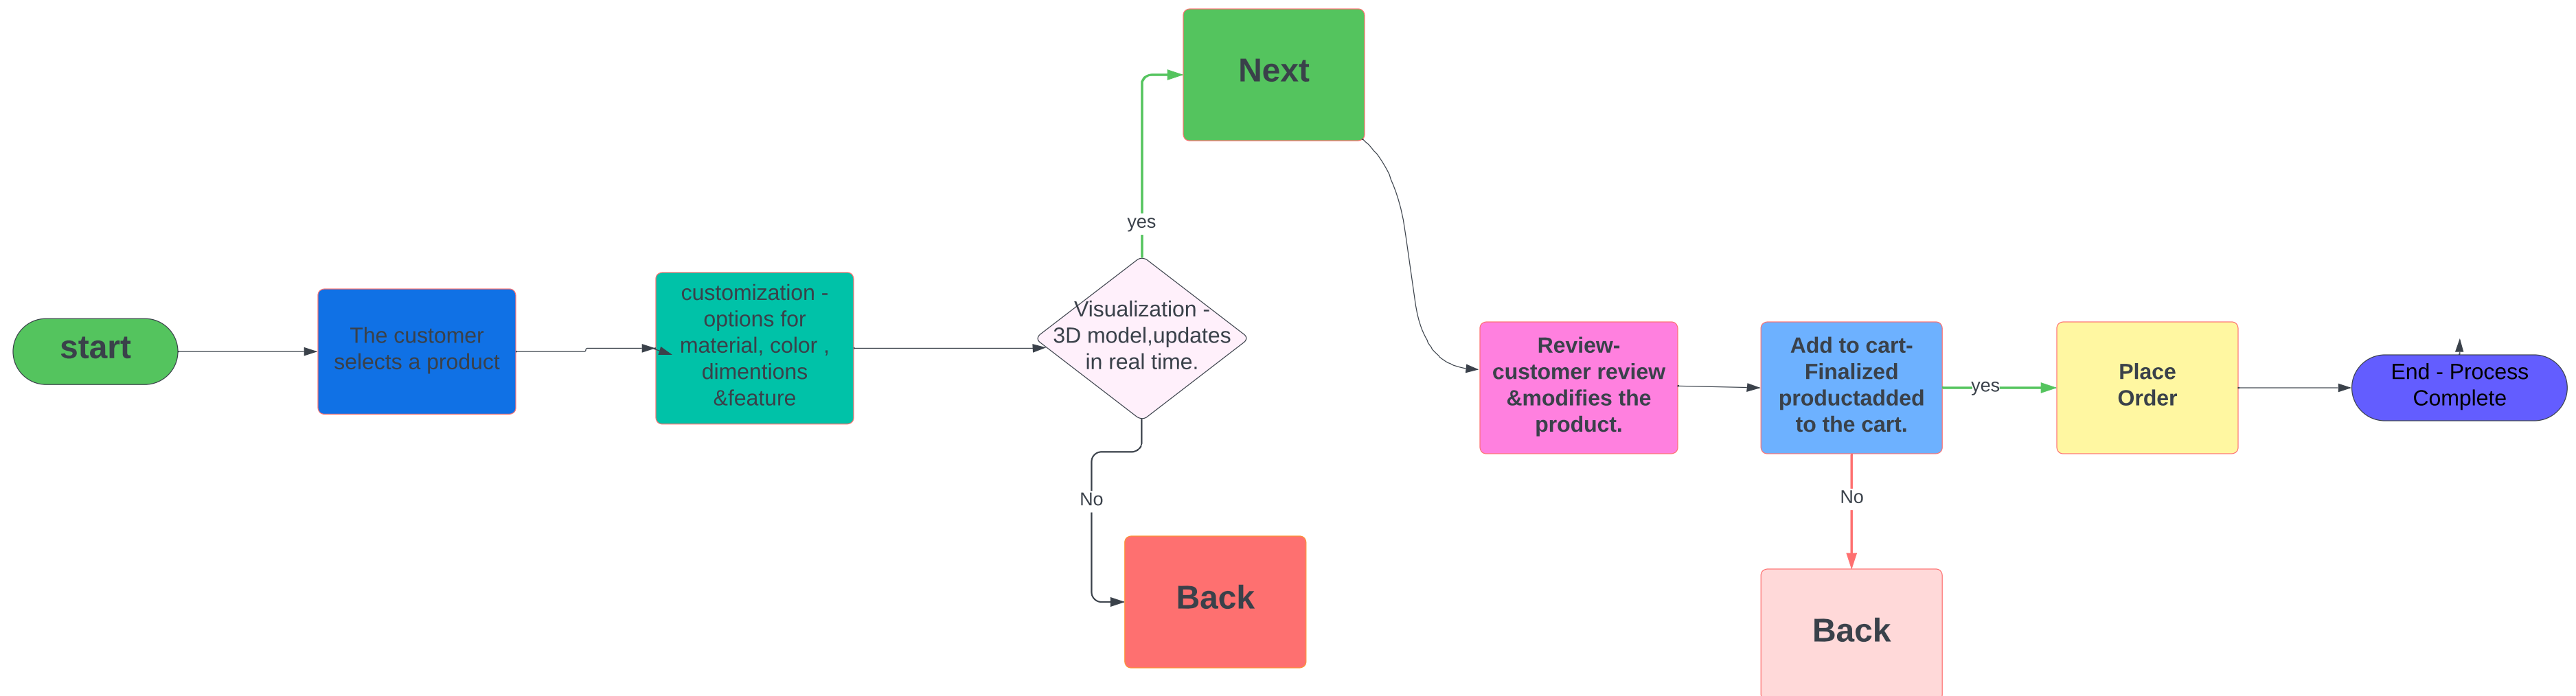 start
The customer
selects a product
customization -
options for
material, color ,
dimentions
&feature
Visualization -
3D model,updates
in real time.
yes
Next
No
Back
Review-
customer review
&modifies the
product.
Add to cart-
Finalized
productadded
to the cart.
yes
No
Back
Place
Order
End - Process
Complete